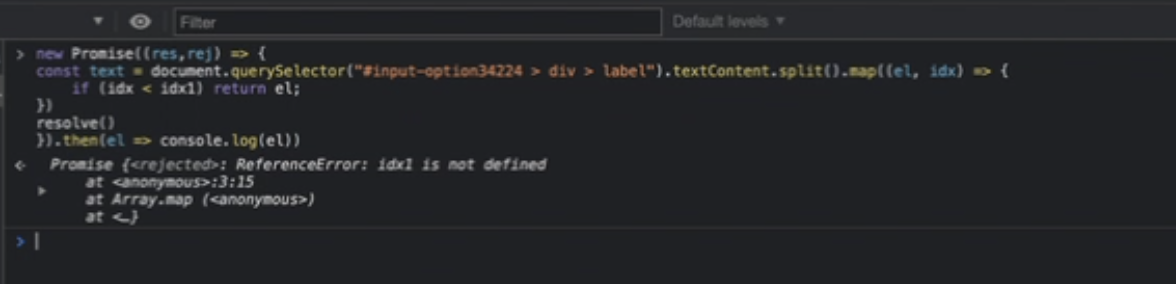 Filter
Default levels
new Promise((res,rej) => {
const text = document.querySelector("#input-option34224 > div > label").textContent.split().map((el, idx) => {
if (idx < idx1) return el;
})
resolve()
}).then(el => console.log(el))
Promise {<rejected>: ReferenceError: idx1 is not defined
at <anonymous>:3:15
at Array.map (<anonymous>)
at <…}